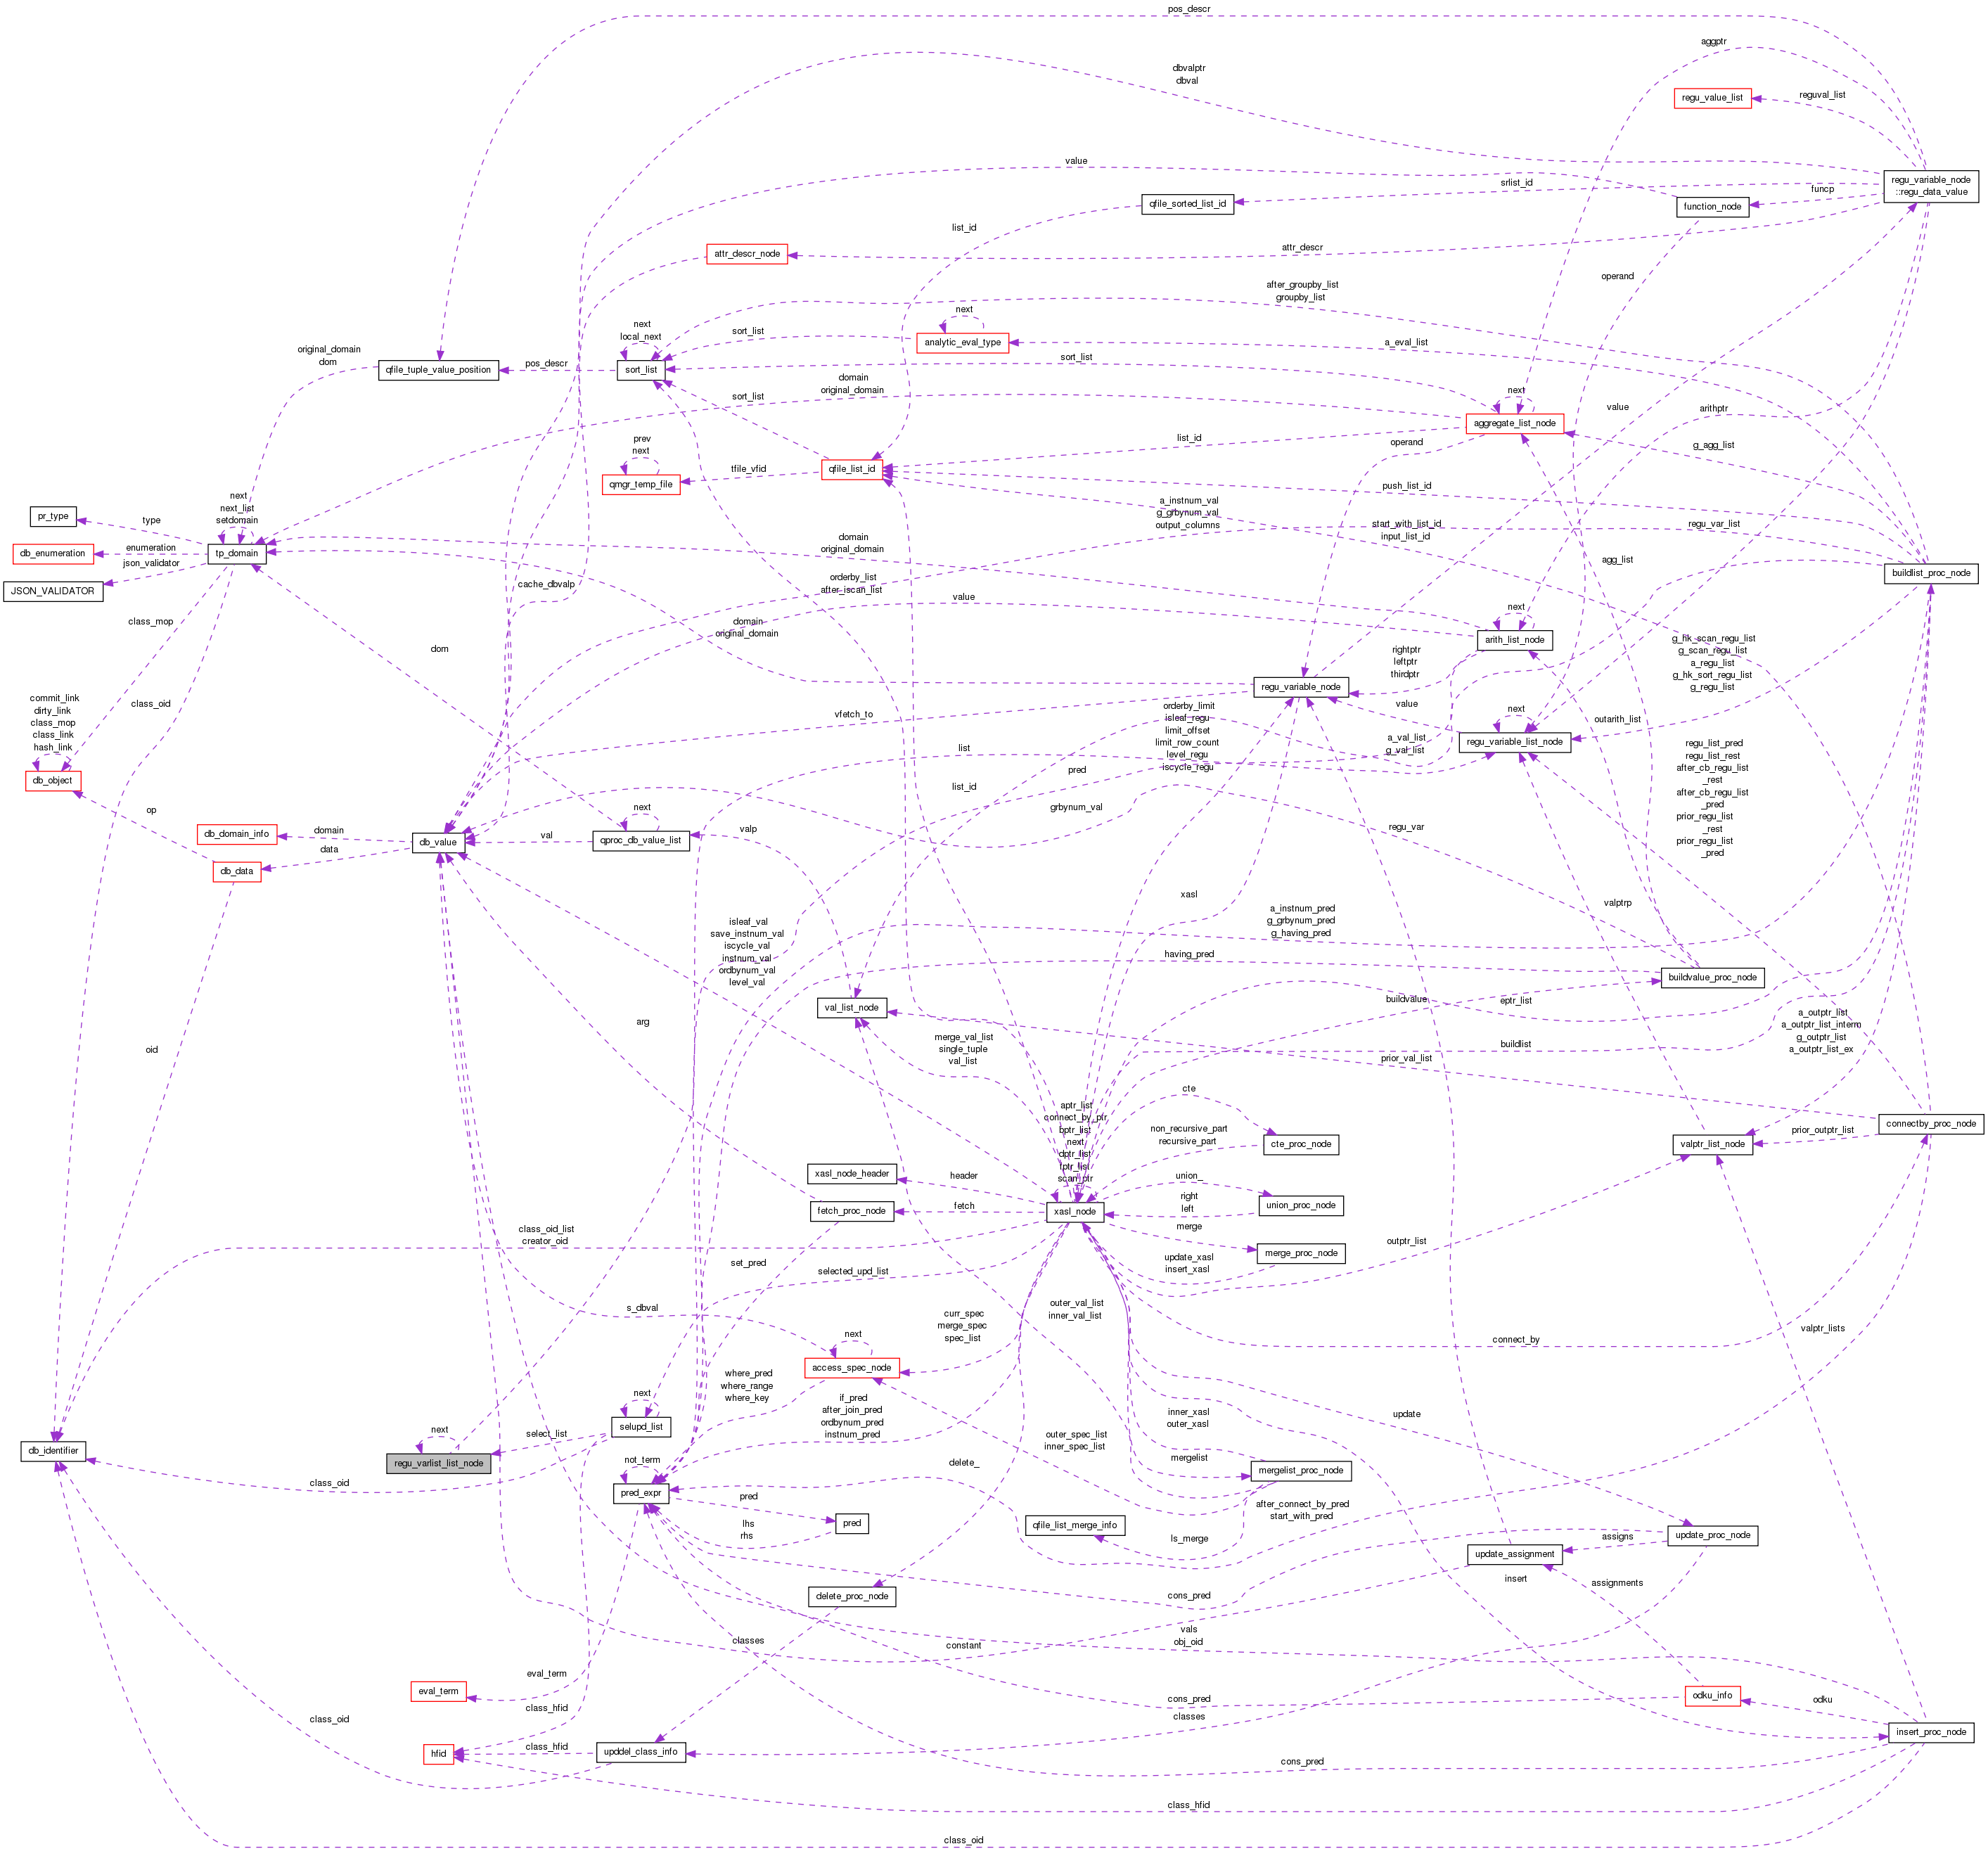 pos_descr
aggptr
dbvalptr
dbval
regu_value_list
reguval_list
value
regu_variable_node
::regu_data_value
srlist_id
funcp
qfile_sorted_list_id
function_node
list_id
attr_descr_node
attr_descr
operand
after_groupby_list
groupby_list
next
next
local_next
sort_list
analytic_eval_type
a_eval_list
original_domain
dom
qfile_tuple_value_position
pos_descr
sort_list
sort_list
domain
original_domain
sort_list
next
arithptr
value
aggregate_list_node
operand
list_id
g_agg_list
prev
next
tfile_vfid
qfile_list_id
qmgr_temp_file
push_list_id
next
next_list
setdomain
a_instnum_val
g_grbynum_val
output_columns
start_with_list_id
input_list_id
regu_var_list
pr_type
type
db_enumeration
enumeration
json_validator
tp_domain
domain
original_domain
agg_list
buildlist_proc_node
JSON_VALIDATOR
cache_dbvalp
orderby_list
after_iscan_list
value
next
class_mop
domain
original_domain
arith_list_node
dom
rightptr
leftptr
thirdptr
g_hk_scan_regu_list
g_scan_regu_list
a_regu_list
g_hk_sort_regu_list
g_regu_list
regu_variable_node
commit_link
dirty_link
class_mop
class_link
hash_link
class_oid
vfetch_to
orderby_limit
isleaf_regu
limit_offset
limit_row_count
level_regu
iscycle_regu
value
next
outarith_list
list
a_val_list
g_val_list
regu_variable_list_node
regu_list_pred
regu_list_rest
after_cb_regu_list
_rest
after_cb_regu_list
_pred
prior_regu_list
_rest
prior_regu_list
_pred
db_object
pred
list_id
grbynum_val
op
next
regu_var
db_domain_info
domain
db_value
val
qproc_db_value_list
valp
data
db_data
xasl
valptrp
isleaf_val
save_instnum_val
iscycle_val
instnum_val
ordbynum_val
level_val
a_instnum_pred
g_grbynum_pred
g_having_pred
having_pred
buildvalue_proc_node
val_list_node
buildvalue
eptr_list
arg
oid
merge_val_list
single_tuple
val_list
buildlist
a_outptr_list
a_outptr_list_interm
g_outptr_list
a_outptr_list_ex
prior_val_list
cte
aptr_list
connect_by_ptr
bptr_list
next
dptr_list
fptr_list
scan_ptr
non_recursive_part
recursive_part
cte_proc_node
connectby_proc_node
prior_outptr_list
valptr_list_node
xasl_node_header
header
union_
right
left
union_proc_node
fetch_proc_node
fetch
xasl_node
merge
class_oid_list
creator_oid
merge_proc_node
outptr_list
set_pred
selected_upd_list
update_xasl
insert_xasl
s_dbval
curr_spec
merge_spec
spec_list
outer_val_list
inner_val_list
valptr_lists
next
connect_by
access_spec_node
where_pred
where_range
where_key
next
if_pred
after_join_pred
ordbynum_pred
instnum_pred
inner_xasl
outer_xasl
update
selupd_list
next
select_list
outer_spec_list
inner_spec_list
db_identifier
regu_varlist_list_node
not_term
delete_
mergelist
mergelist_proc_node
class_oid
pred_expr
pred
after_connect_by_pred
start_with_pred
lhs
rhs
pred
qfile_list_merge_info
ls_merge
assigns
update_proc_node
update_assignment
insert
assignments
delete_proc_node
cons_pred
classes
constant
vals
obj_oid
eval_term
eval_term
class_hfid
cons_pred
classes
odku_info
odku
class_oid
hfid
class_hfid
upddel_class_info
insert_proc_node
cons_pred
class_hfid
class_oid